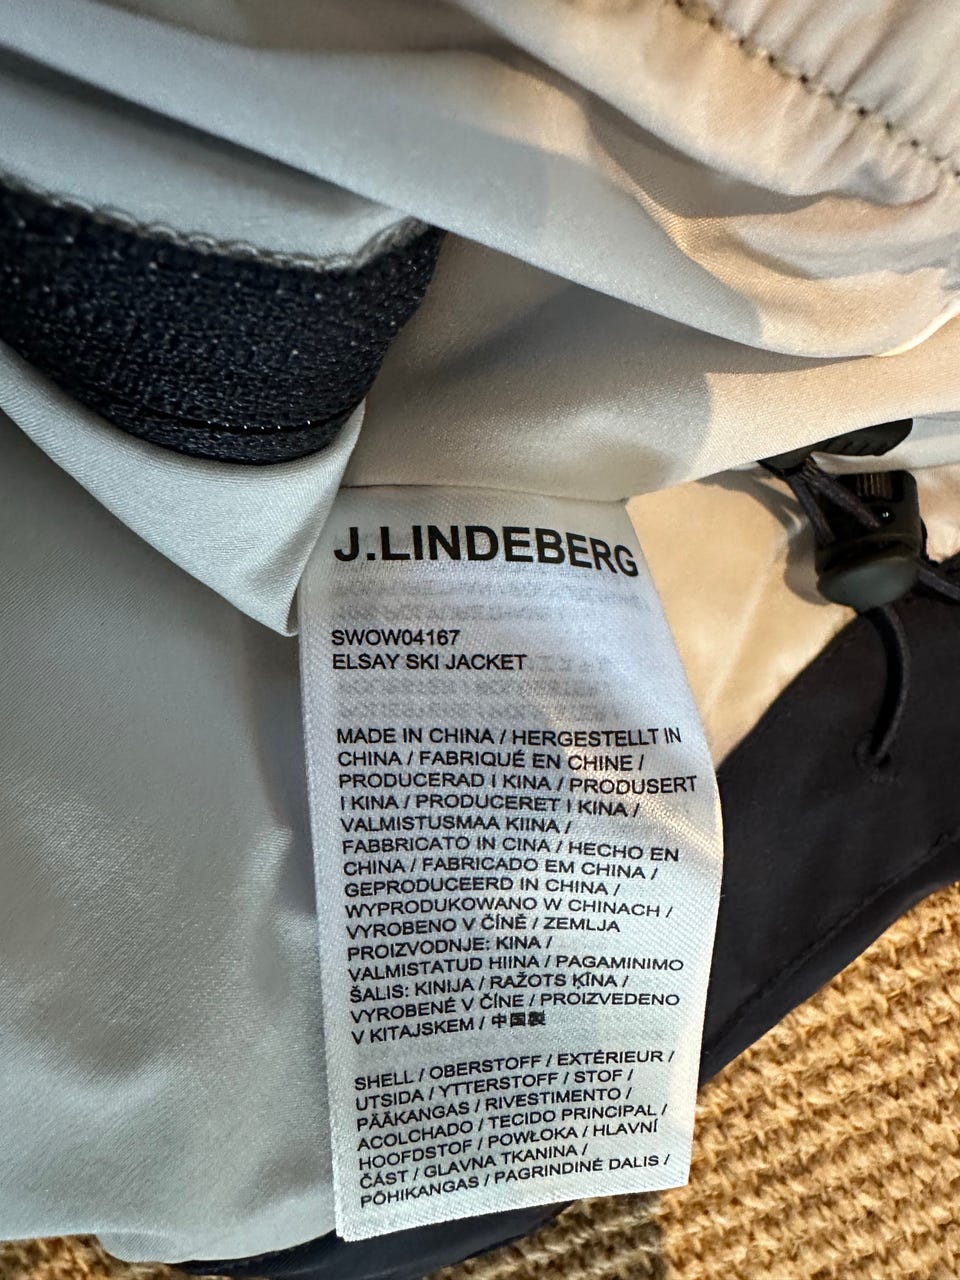 J.LINDEBERG
SWOW04167
ELSAY SKI JACKET
MADE IN CHINA / HERGESTELLT IN
CHINA / FABRIQUÉ EN CHINE /
PRODUCERAD I KINA / PRODUSERT
I KINA / PRODUCERET I KINA /
VALMISTUSMAA KIINA /
FABBRICATO IN CINA / HECHO EN
CHINA / FABRICADO EM CHINA /
GEPRODUCEERD IN CHINA /
WYPRODUKOWANO W CHINACH /
VYROBENO V ČÍNĚ / ZEMLJA
PROIZVODNJE: KINA /
VALMISTATUD HIINA / PAGAMINIMO
ŠALIS: KINIJA / RAŽOTS ĶĪNA /
VYROBENÉ V ČÍNE / PROIZVEDENO
V KITAJSKEM / 中国製
SHELL / OBERSTOFF / EXTÉRIEUR /
UTSIDA / YTTERSTOFF / STOF /
PÄÄKANGAS / RIVESTIMENTO /
ACOLCHADO / TECIDO PRINCIPAL /
HOOFDSTOF / POWŁOKA / HLAVNÍ
ČÁST / GLAVNA TKANINA /
PÕHIKANGAS / PAGRINDINĖ DALIS /